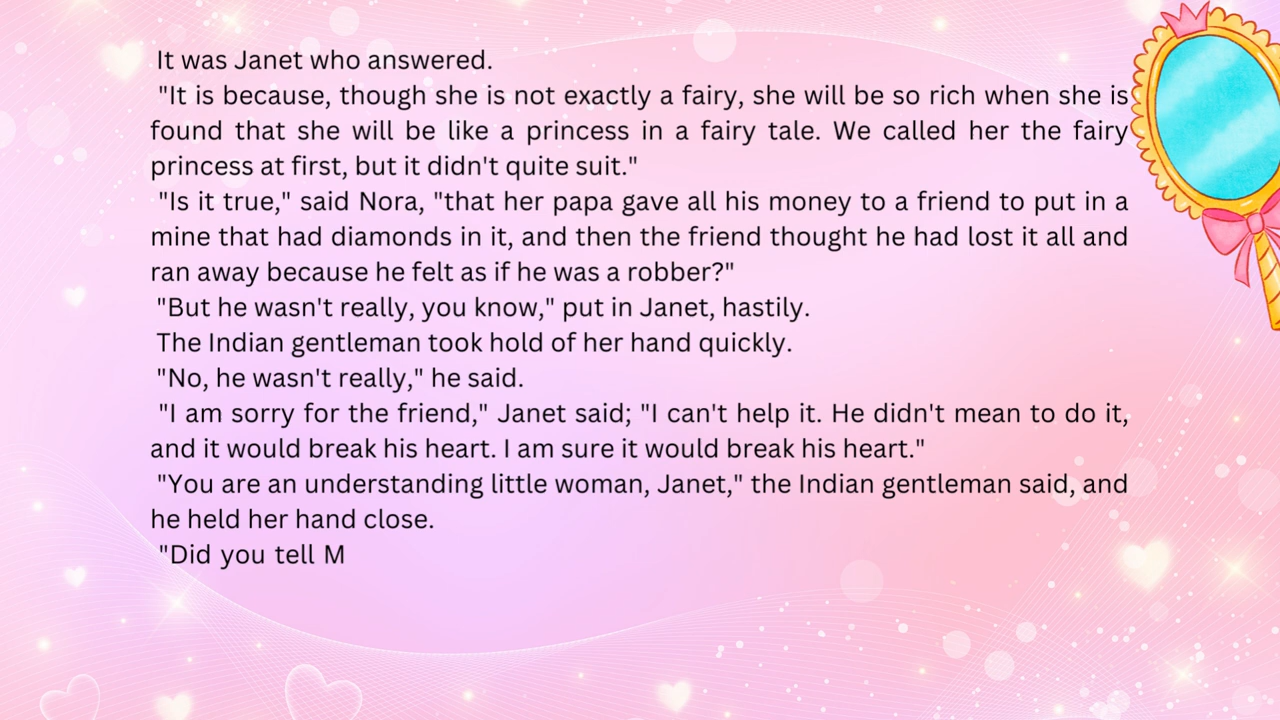 It was Janet who answered.
"It is because, though she is not exactly a fairy, she will be so rich when she is
found that she will be like a princess in a fairy tale. We called her the fairy
princess at first, but it didn't quite suit."
"Is it true," said Nora, "that her papa gave all his money to a friend to put in a
mine that had diamonds in it, and then the friend thought he had lost it all and
ran away because he felt as if he was a robber?"
"But he wasn't really, you know," put in Janet, hastily.
The Indian gentleman took hold of her hand quickly.
"No, he wasn't really," he said.
"I am sorry for the friend," Janet said; "I can't help it. He didn't mean to do it,
and it would break his heart. I am sure it would break his heart."
"You are an understanding little woman, Janet," the Indian gentleman said, and
he held her hand close.
"Did you tell M